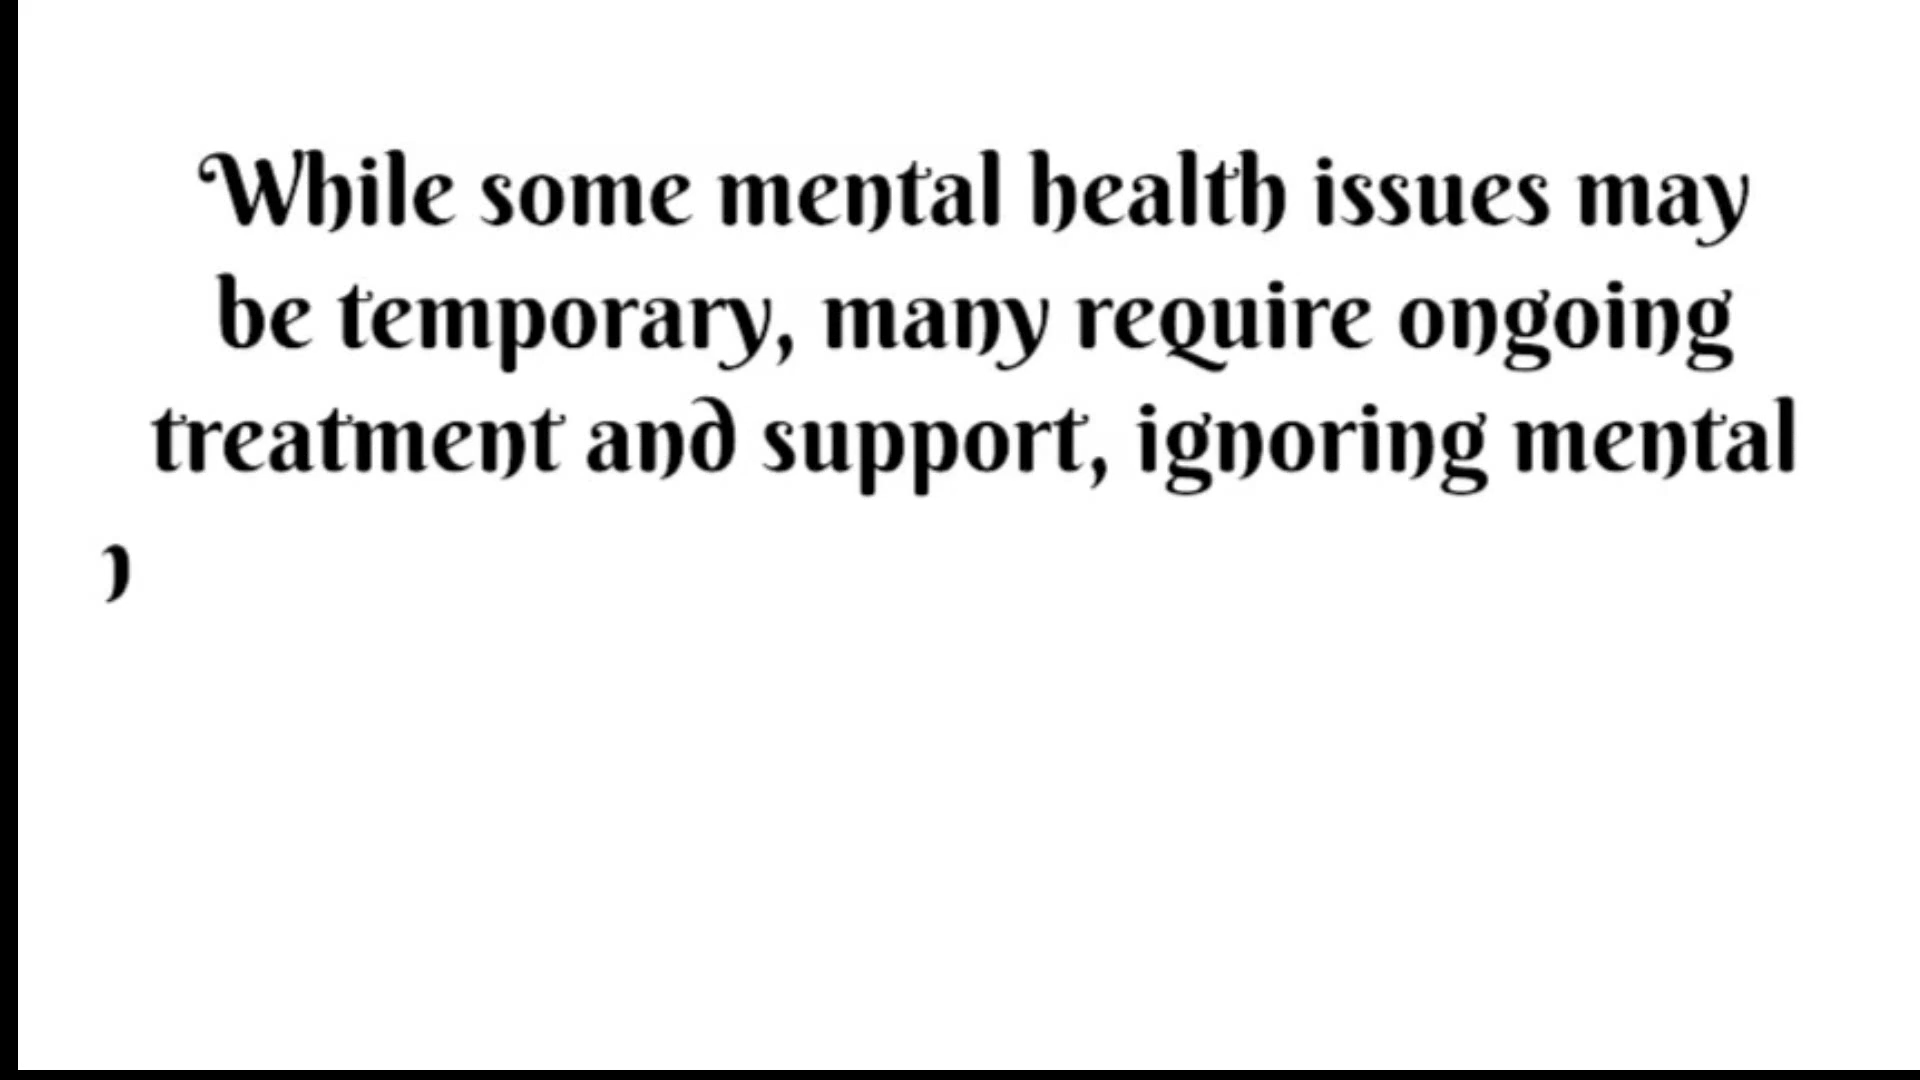 While some mental health issues may
be temporary, many require ongoing
treatment and support, ignoring mental